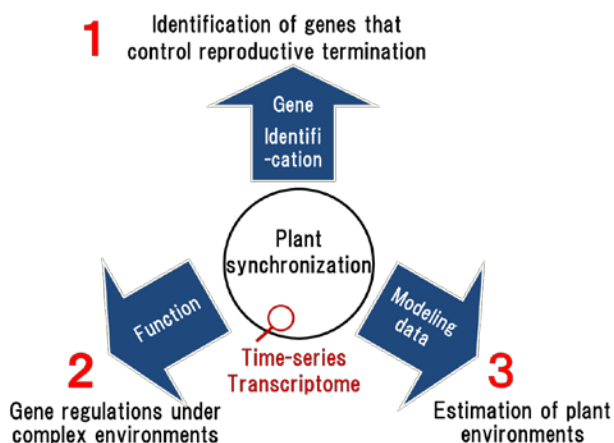 1
Identification of genes that
control reproductive termination
Gene
Identifi
-cation
Plant
synchronization
Function
Modeling
data
Time-series
Transcriptome
2
Gene regulations under
complex environments
3
Estimation of plant
environments